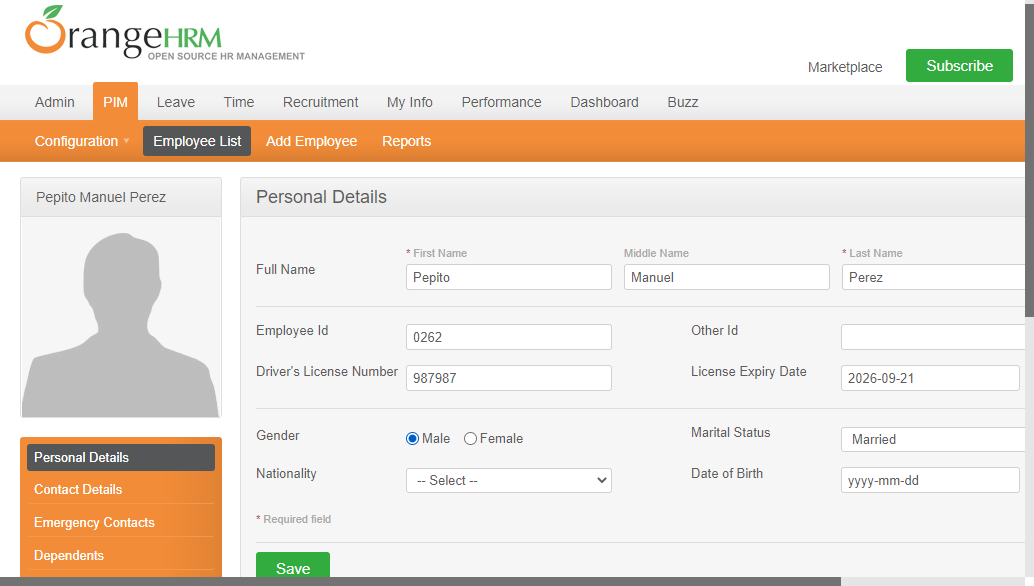 OrangeHRM
OPEN SOURCE HR MANAGEMENT
Marketplace
Subscribe
Admin PIM Leave Time Recruitment My Info Performance Dashboard Buzz
Configuration Employee List Add Employee Reports
Pepito Manuel Perez
Personal Details
Contact Details
Emergency Contacts
Dependents
Personal Details
* First Name Middle Name * Last Name
Full Name Pepito Manuel Perez
Employee Id 0262 Other Id
Driver's License Number 987987 License Expiry Date 2026-09-21
Gender Male Female Marital Status Married
Nationality -- Select -- Date of Birth yyyy-mm-dd
* Required field
Save